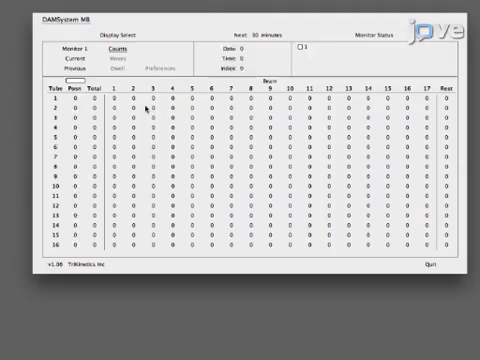 DAMSystem MB
jove
Display Select next: 30 minutes Monitor Status
Monitor 1 Counts Date: 0 1
Current Waves Time: 0
Previous Dwell Preferences Index: 0
Beam
Tube Posn Total 1 2 3 4 5 6 7 8 9 10 11 12 13 14 15 16 17 Rest
1 0 0 0 0 0 0 0 0 0 0 0 0 0 0 0 0 0 0 0 0
2 0 0 0 0 0 0 0 0 0 0 0 0 0 0 0 0 0 0 0 0
3 0 0 0 0 0 0 0 0 0 0 0 0 0 0 0 0 0 0 0 0
4 0 0 0 0 0 0 0 0 0 0 0 0 0 0 0 0 0 0 0 0
5 0 0 0 0 0 0 0 0 0 0 0 0 0 0 0 0 0 0 0 0
6 0 0 0 0 0 0 0 0 0 0 0 0 0 0 0 0 0 0 0 0
7 0 0 0 0 0 0 0 0 0 0 0 0 0 0 0 0 0 0 0 0
8 0 0 0 0 0 0 0 0 0 0 0 0 0 0 0 0 0 0 0 0
9 0 0 0 0 0 0 0 0 0 0 0 0 0 0 0 0 0 0 0 0
10 0 0 0 0 0 0 0 0 0 0 0 0 0 0 0 0 0 0 0 0
11 0 0 0 0 0 0 0 0 0 0 0 0 0 0 0 0 0 0 0 0
12 0 0 0 0 0 0 0 0 0 0 0 0 0 0 0 0 0 0 0 0
13 0 0 0 0 0 0 0 0 0 0 0 0 0 0 0 0 0 0 0 0
14 0 0 0 0 0 0 0 0 0 0 0 0 0 0 0 0 0 0 0 0
15 0 0 0 0 0 0 0 0 0 0 0 0 0 0 0 0 0 0 0 0
16 0 0 0 0 0 0 0 0 0 0 0 0 0 0 0 0 0 0 0 0
v1.06 TriKinetics Inc Quit